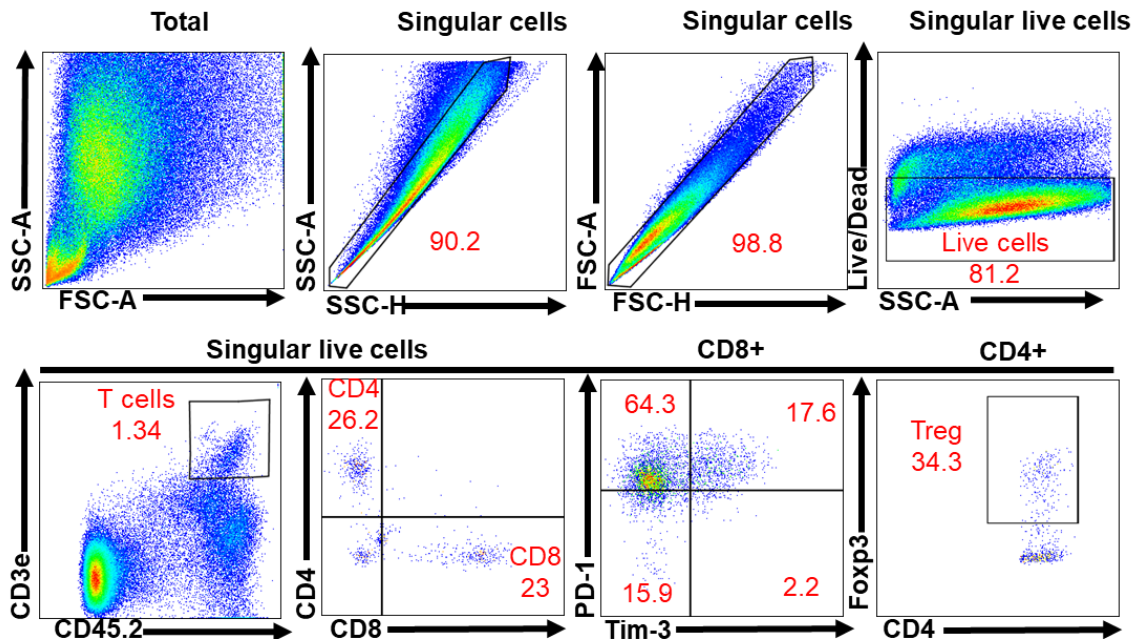 Total
Singular cells
Singular cells
Singular live cells
SSC-A
FSC-A
SSC-A
90.2
SSC-H
FSC-A
98.8
FSC-H
Live/Dead
Live cells
81.2
SSC-A
Singular live cells
CD8+
CD4+
CD3e
T cells
1.34
CD45.2
CD4
CD4
26.2
CD8
23
CD8
PD-1
64.3
17.6
15.9
2.2
Tim-3
Foxp3
Treg
34.3
CD4